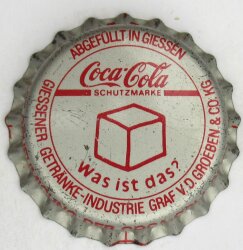 ABGEFÜLLT IN GIESSEN
Coca-Cola
SCHUTZMARKE
Was ist das?
GIESSENER GETRÄNKE-INDUSTRIE GRAF V.D. GROEBEN & CO. KG